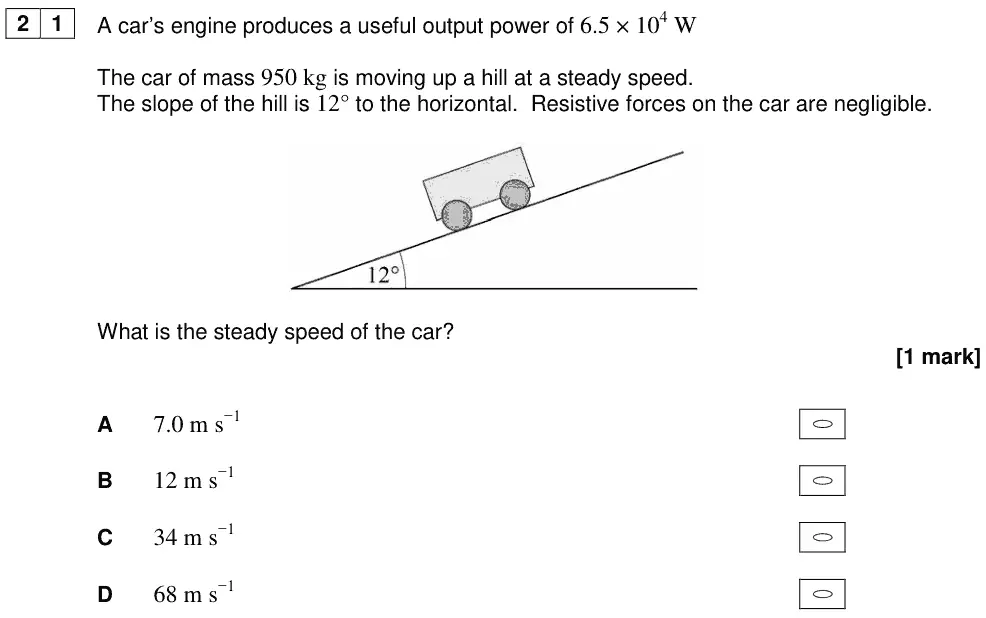 2 1 A car's engine produces a useful output power of 6.5 × 10⁴ W
The car of mass 950 kg is moving up a hill at a steady speed.
The slope of the hill is 12° to the horizontal. Resistive forces on the car are negligible.
12°
What is the steady speed of the car?
[1 mark]
A 7.0 m s⁻¹
B 12 m s⁻¹
C 34 m s⁻¹
D 68 m s⁻¹